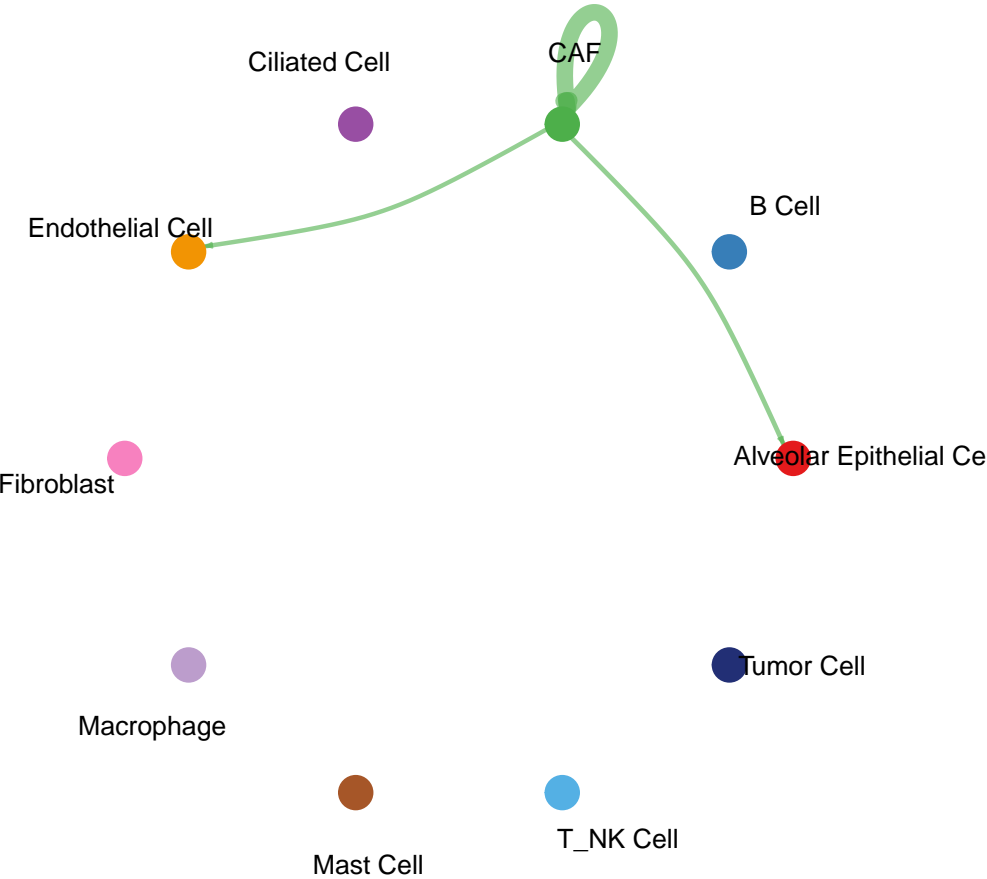 CAF
Ciliated Cell
B Cell
Endothelial Cell
Alveolar Epithelial Ce
Fibroblast
Tumor Cell
Macrophage
T_NK Cell
Mast Cell